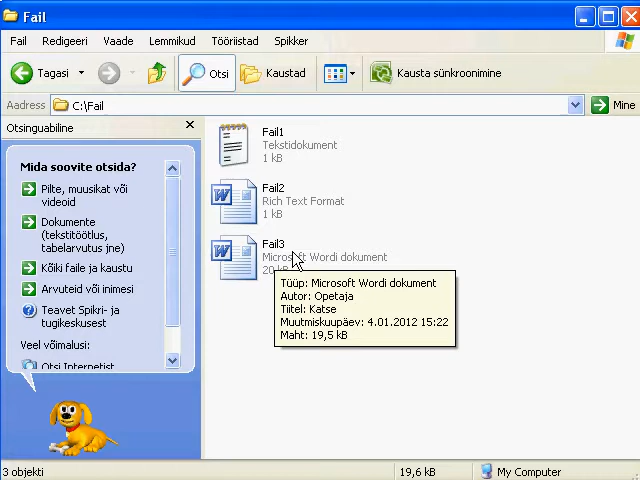 Fail
Fail Redigeeri Vaade Lemmikud Tööriistad Spikker
Tagasi Otsi Kaustad Kausta sünkroonimine
Aadress C:\Fail Mine
Otsinguabiline
Mida soovite otsida?
Pilte, muusikat või
videoid
Dokumente
(tekstitöötlus,
tabelarvutus jne)
Kõiki faile ja kaustu
Arvuteid või inimesi
Teavet Spikri- ja
tugikeskusest
Veel võimalusi:
Otsi Internetist
Fail1
Tekstidokument
1 kB
Fail2
Rich Text Format
1 kB
Fail3
Microsoft Wordi dokument
20 kB
Tüüp: Microsoft Wordi dokument
Autor: Opetaja
Tiitel: Katse
Muutmiskuupäev: 4.01.2012 15:22
Maht: 19,5 kB
3 objekti 19,6 kB My Computer